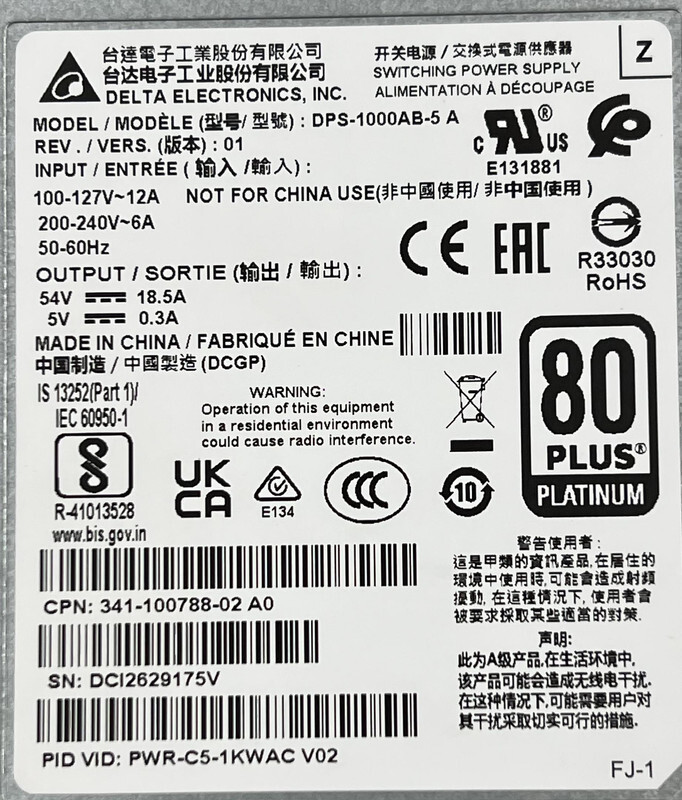 台達電子工業股份有限公司
台达电子工业股份有限公司
DELTA ELECTRONICS, INC.
开关电源 / 交換式電源供應器
SWITCHING POWER SUPPLY
ALIMENTATION À DÉCOUPAGE
Z
MODEL / MODÈLE (型号/ 型號) : DPS-1000AB-5 A
REV . / VERS. (版本) : 01
INPUT / ENTRÉE ( 输入 /輸入) :
c RU® US
E131881
100-127V~12A NOT FOR CHINA USE(非中國使用/ 非中国使用 )
200-240V~6A
50-60Hz
CE EAC
R33030
RoHS
OUTPUT / SORTIE (输出 / 輸出) :
54V 18.5A
5V 0.3A
MADE IN CHINA / FABRIQUÉ EN CHINE
中国制造 / 中國製造 (DCGP)
IS 13252(Part 1)/
IEC 60950-1
R-41013528
www.bis.gov.in
WARNING:
Operation of this equipment
in a residential environment
could cause radio interference.
UK
CA
E134
CCC
10
80
PLUS®
PLATINUM
CPN: 341-100788-02 A0
SN: DCI2629175V
PID VID: PWR-C5-1KWAC V02
警告使用者 :
這是甲類的資訊產品, 在居住的
環境中使用時, 可能會造成射頻
擾動, 在這種情況下, 使用者會
被要求採取某些適當的對策.
声明:
此为A级产品, 在生活环境中,
该产品可能会造成无线电干扰.
在这种情况下, 可能需要用户对
其干扰采取切实可行的措施.
FJ-1